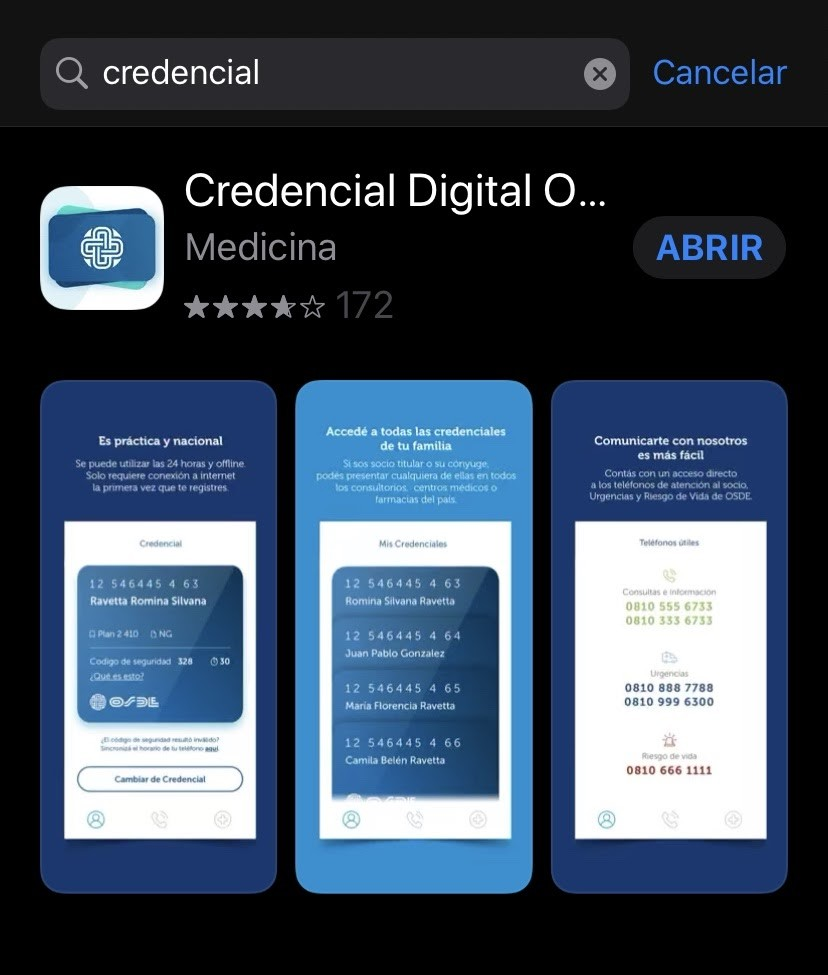 credencial
Cancelar
Credencial Digital O...
Medicina
172
ABRIR
Es práctica y nacional
Se puede utilizar las 24 horas y offline.
Solo requiere conexión a internet
la primera vez que te registres.
Credencial
12 546445 4 63
Ravetta Romina Silvana
Plan 2 410 NG
Codigo de seguridad 328 30
¿Qué es esto?
OSDE
¿El código de seguridad resultó inválido?
Sincronizá el horario de tu teléfono aquí.
Cambiar de Credencial
Accedé a todas las credenciales
de tu familia
Si sos socio titular o su cónyuge,
podés presentar cualquiera de ellas en todos
los consultorios, centros médicos o
farmacias del país.
Mis Credenciales
12 546445 4 63
Romina Silvana Ravetta
12 546445 4 64
Juan Pablo Gonzalez
12 546445 4 65
María Florencia Ravetta
12 546445 4 66
Camila Belén Ravetta
Comunicarte con nosotros
es más fácil
Contás con un acceso directo
a los teléfonos de atención al socio,
Urgencias y Riesgo de Vida de OSDE.
Teléfonos útiles
Consultas e información
0810 555 6733
0810 333 6733
Urgencias
0810 888 7788
0810 999 6300
Riesgo de vida
0810 666 1111